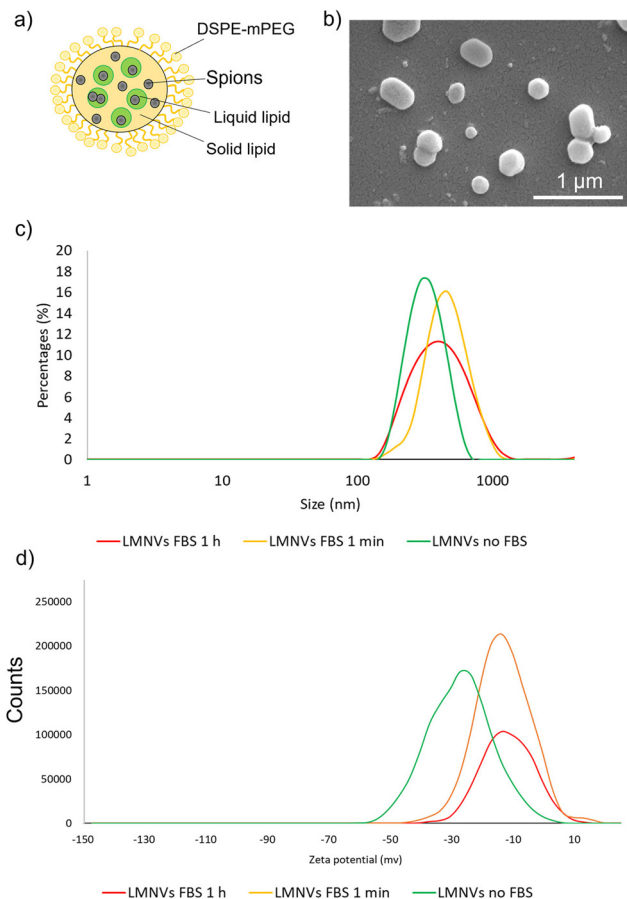 a)
DSPE-mPEG
Spions
Liquid lipid
Solid lipid
b)
1 µm
c)
Percentages (%)
20
18
16
14
12
10
8
6
4
2
0
1 10 100 1000
Size (nm)
LMNVs FBS 1 h LMNVs FBS 1 min LMNVs no FBS
d)
Counts
250000
200000
150000
100000
50000
0
-150 -130 -110 -90 -70 -50 -30 -10 10
Zeta potential (mv)
LMNVs FBS 1 h LMNVs FBS 1 min LMNVs no FBS